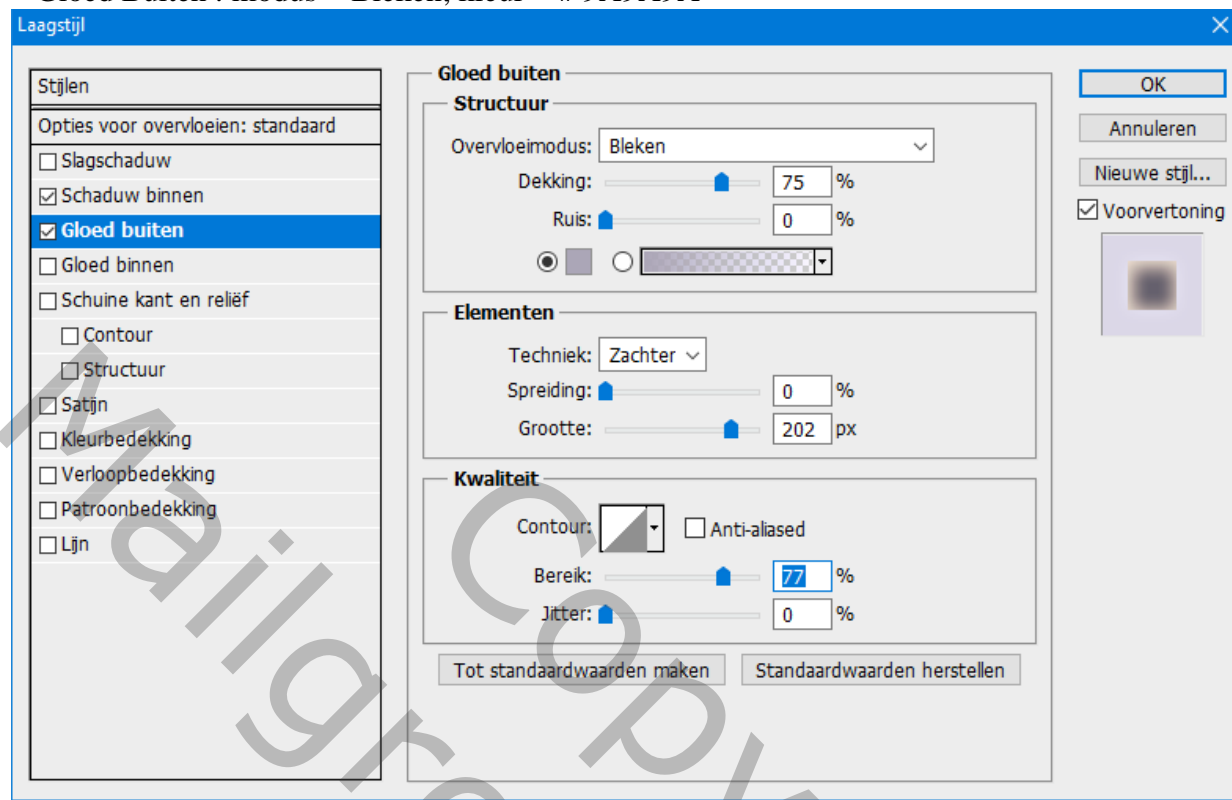 Laagstijl
Stijlen
Opties voor overvloeien: standaard
Slagschaduw
Schaduw binnen
Gloed buiten
Gloed binnen
Schuine kant en reliëf
Contour
Structuur
Satijn
Kleurbedekking
Verloopbedekking
Patroonbedekking
Lijn
Gloed buiten
Structuur
Overvloeimodus: Bleken
Dekking: 75 %
Ruis: 0 %
Elementen
Techniek: Zachter
Spreiding: 0 %
Grootte: 202 px
Kwaliteit
Contour: Anti-aliased
Bereik: 77 %
Jitter: 0 %
Tot standaardwaarden maken Standaardwaarden herstellen
OK
Annuleren
Nieuwe stijl...
Voorvertoning